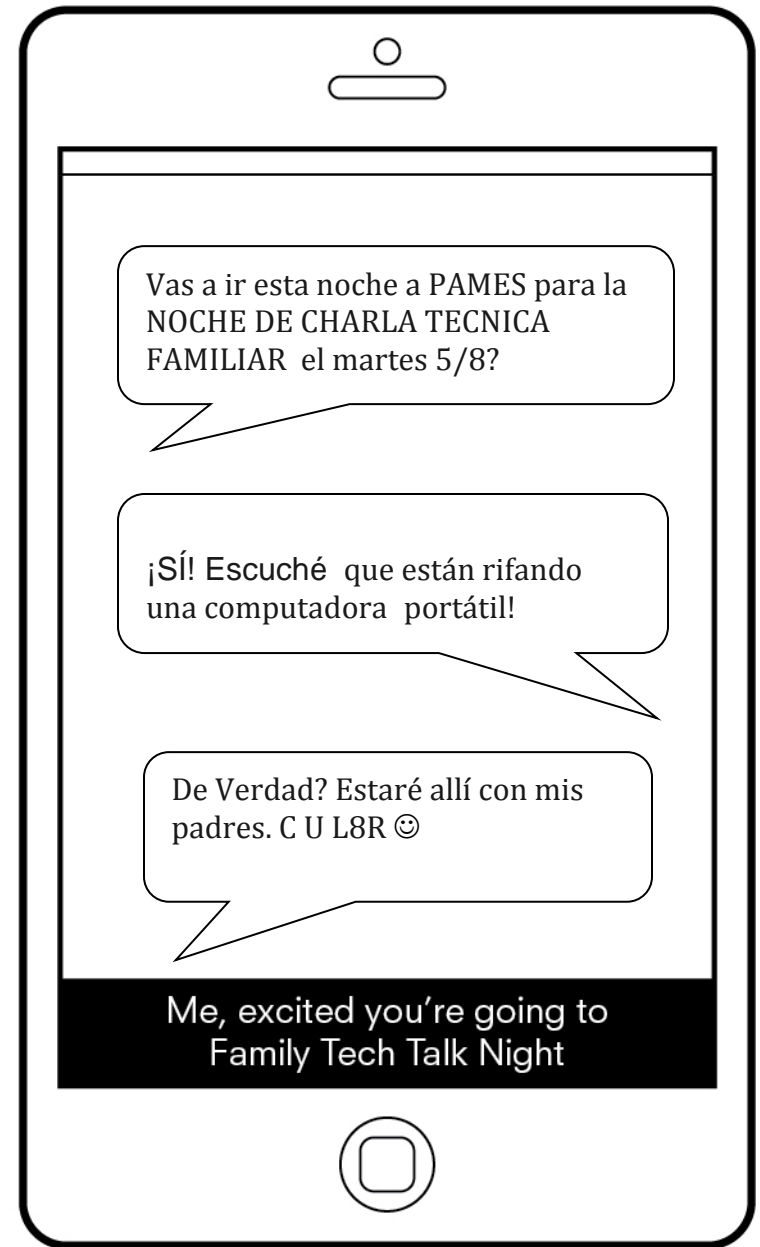 Vas a ir esta noche a PAMES para la
NOCHE DE CHARLA TECNICA
FAMILIAR el martes 5/8?
¡SÍ! Escuché que están rifando
una computadora portátil!
De Verdad? Estaré allí con mis
padres. C U L8R ☺
Me, excited you're going to
Family Tech Talk Night